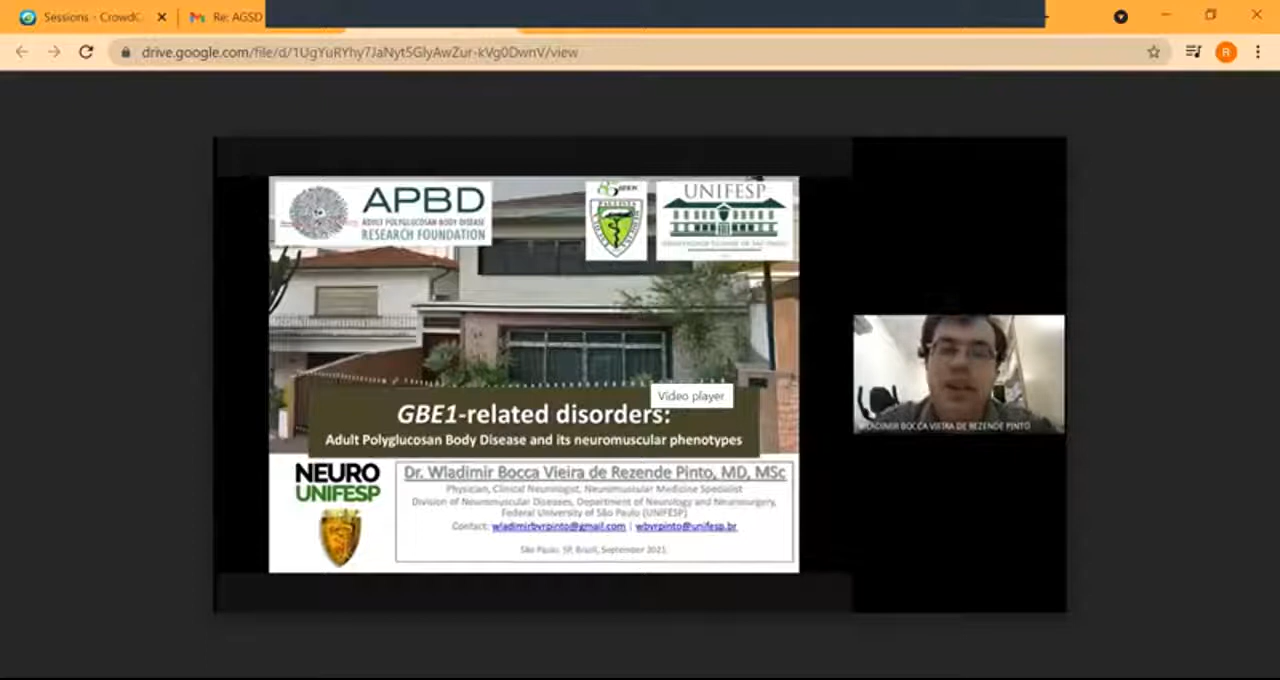 Sessions - CrowdC
Re: AGSD
drive.google.com/file/d/1UgYuRYhy7JaNyt5GlyAwZur-kVg0DwnV/view
R
APBD
ADULT POLYGLUCOSAN BODY DISEASE
RESEARCH FOUNDATION
UNIFESP
Video player
GBE1-related disorders:
Adult Polyglucosan Body Disease and its neuromuscular phenotypes
NEURO
UNIFESP
Dr. Wladimir Bocca Vieira de Rezende Pinto, MD, MSc
Physician, Clinical Neurologist, Neuromuscular Medicine Specialist
Division of Neuromuscular Diseases, Department of Neurology and Neurosurgery,
Federal University of São Paulo (UNIFESP)
Contact: wladimirbvrpinto@gmail.com | wbvrpinto@unifesp.br
São Paulo, SP, Brazil, September 2021
WLADIMIR BOCCA VIEIRA DE REZENDE PINTO